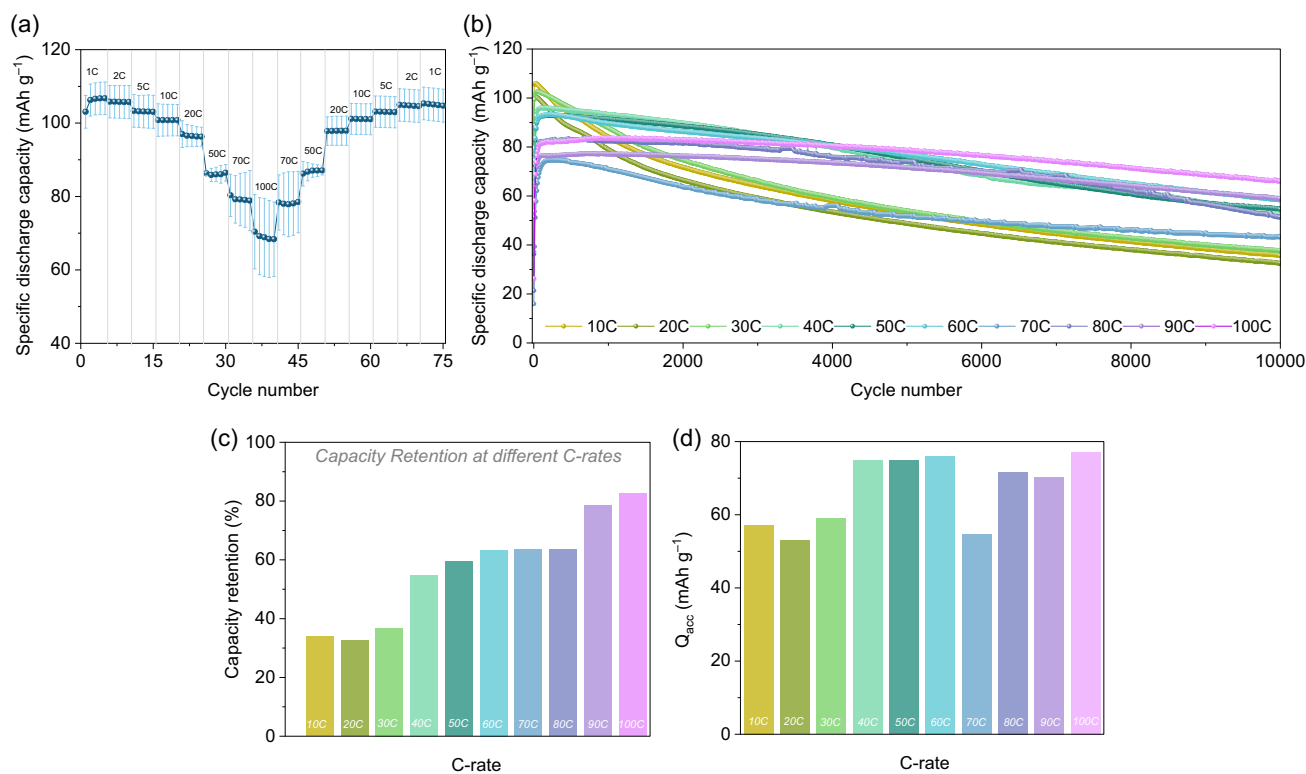 (a)
Specific discharge capacity (mAh g⁻¹)
120
100
80
60
40
1C
2C
5C
10C
20C
50C
70C
100C
70C
50C
20C
10C
5C
2C
1C
0 15 30 45 60 75
Cycle number
(b)
Specific discharge capacity (mAh g⁻¹)
120
100
80
60
40
20
0
10C 20C 30C 40C 50C 60C 70C 80C 90C 100C
0 2000 4000 6000 8000 10000
Cycle number
(c)
Capacity retention (%)
100
80
60
40
20
0
Capacity Retention at different C-rates
10C 20C 30C 40C 50C 60C 70C 80C 90C 100C
C-rate
(d)
Qacc (mAh g⁻¹)
80
60
40
20
0
10C 20C 30C 40C 50C 60C 70C 80C 90C 100C
C-rate